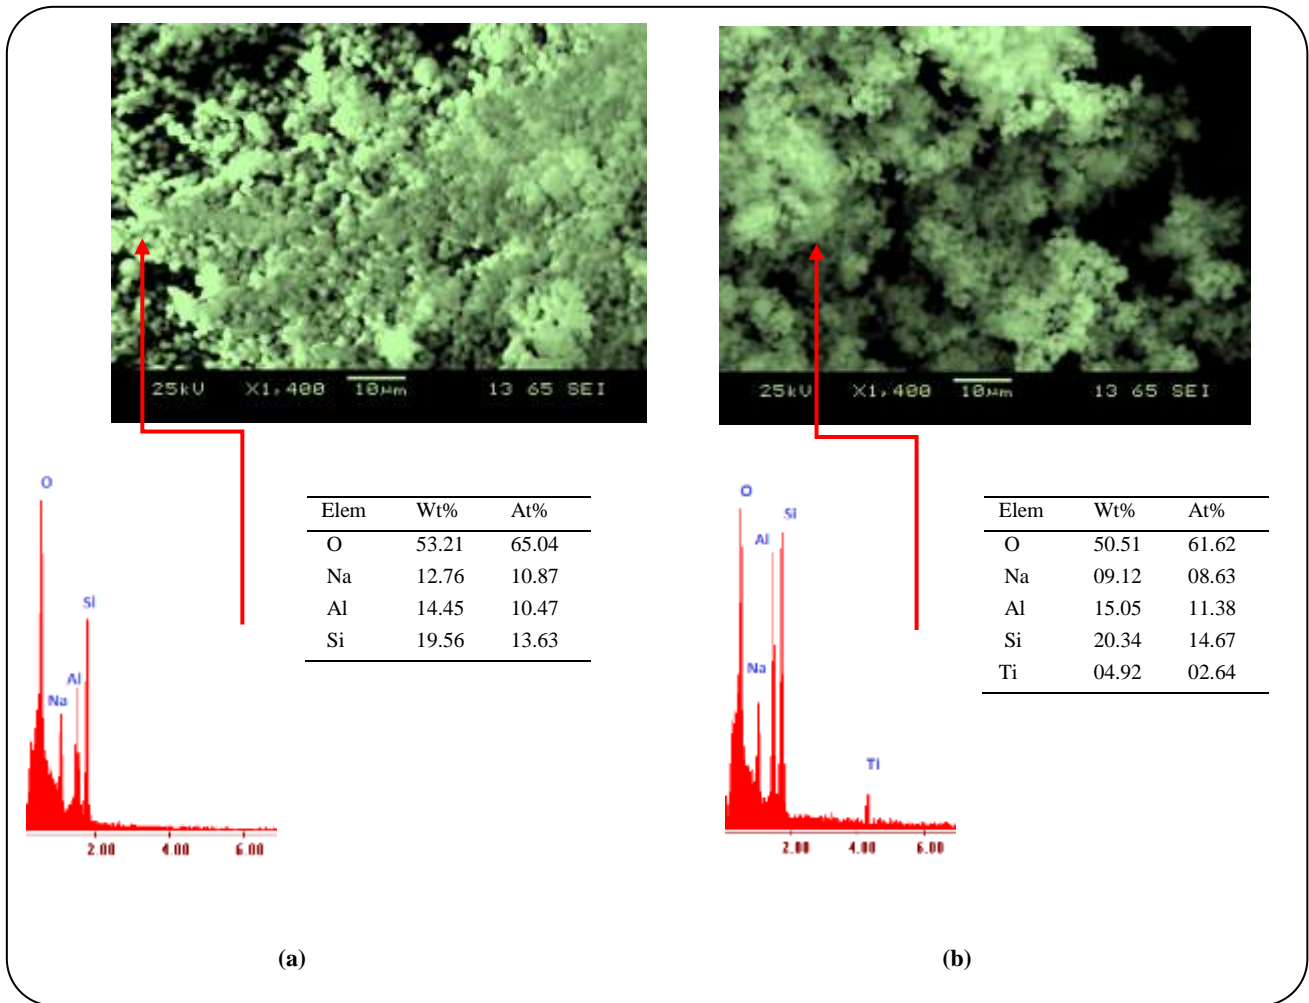 25kV X1,400 10µm 13 65 SEI
O
Si
Al
Na
2.00 4.00 6.00
Elem Wt% At%
O 53.21 65.04
Na 12.76 10.87
Al 14.45 10.47
Si 19.56 13.63
(a)
25kV X1,400 10µm 13 65 SEI
O
Si
Al
Na
Ti
2.00 4.00 6.00
Elem Wt% At%
O 50.51 61.62
Na 09.12 08.63
Al 15.05 11.38
Si 20.34 14.67
Ti 04.92 02.64
(b)